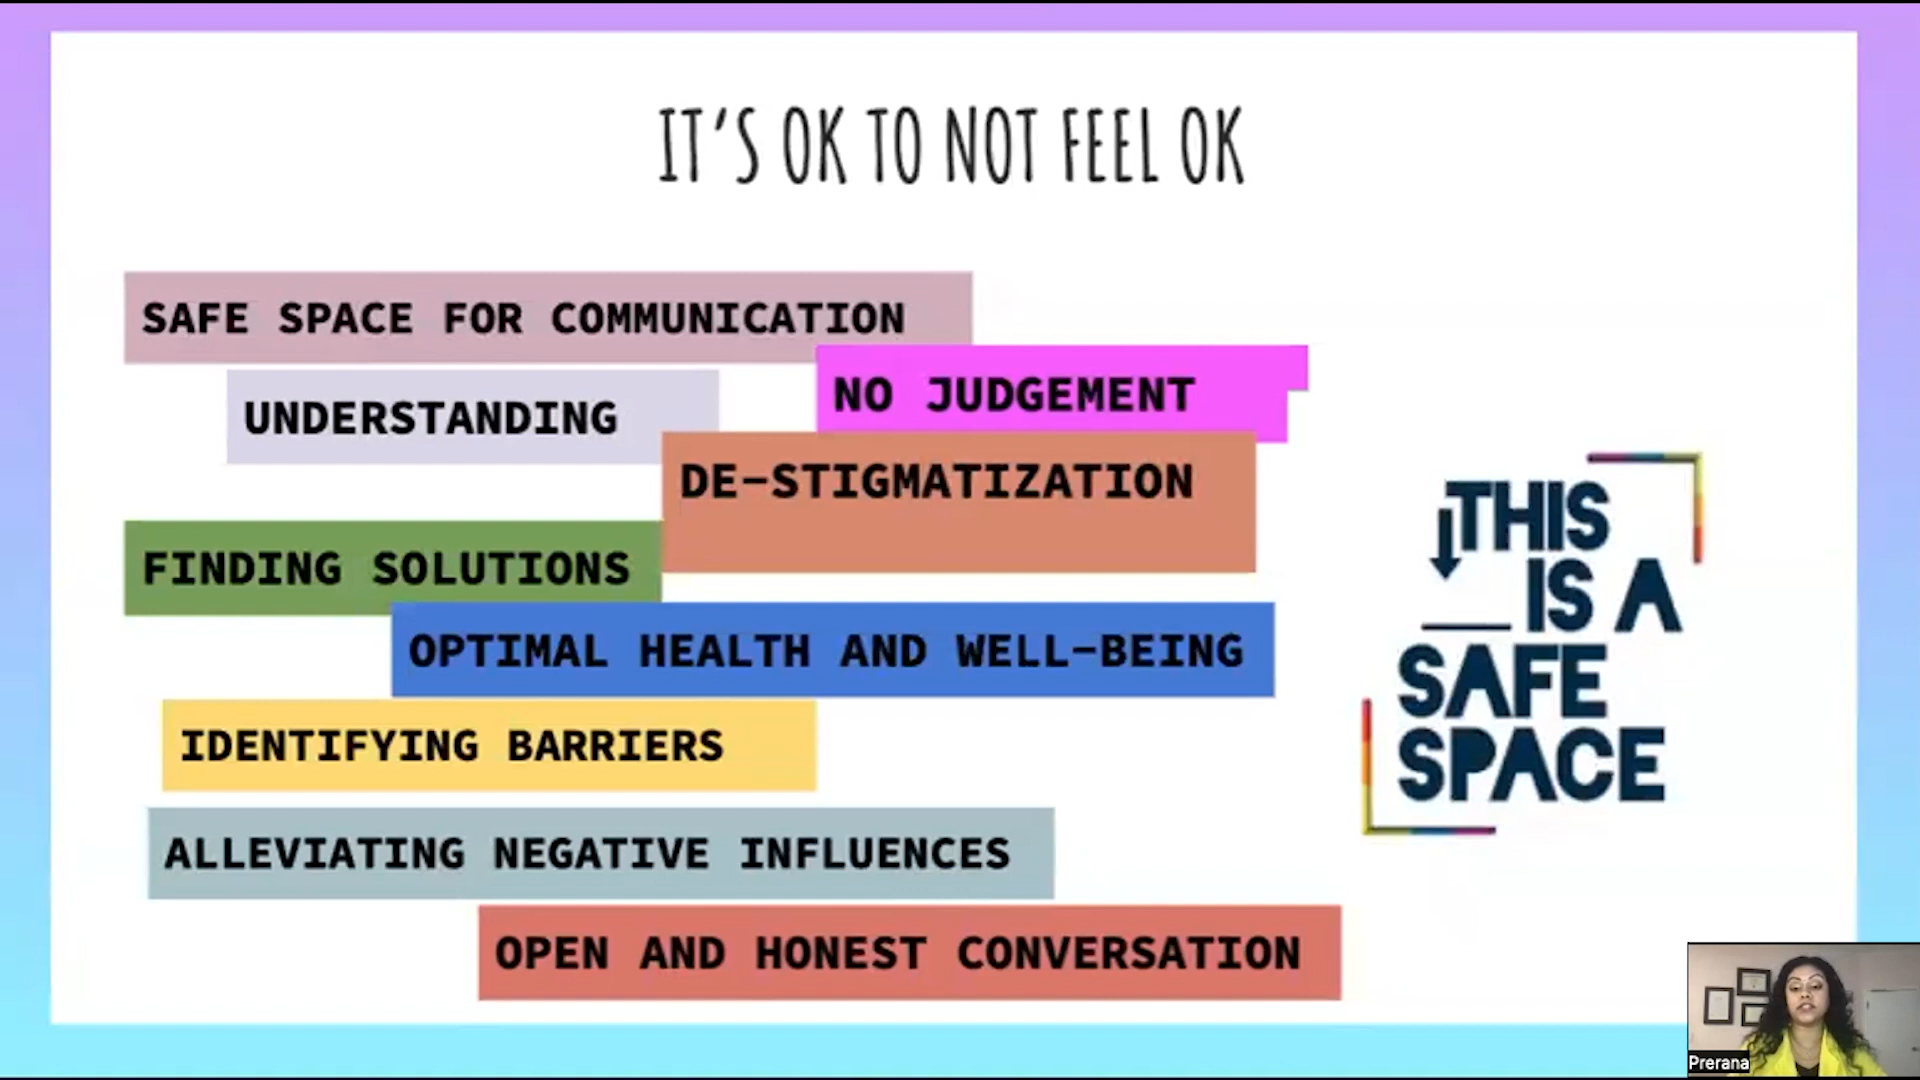 IT'S OK TO NOT FEEL OK
SAFE SPACE FOR COMMUNICATION
NO JUDGEMENT
UNDERSTANDING
DE-STIGMATIZATION
FINDING SOLUTIONS
OPTIMAL HEALTH AND WELL-BEING
IDENTIFYING BARRIERS
ALLEVIATING NEGATIVE INFLUENCES
OPEN AND HONEST CONVERSATION
THIS
IS A
SAFE
SPACE
Prerana